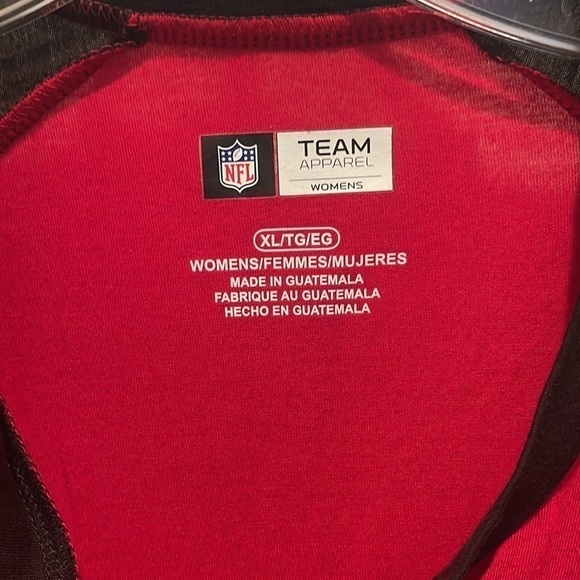 NFL
TEAM
APPAREL
WOMENS
XL/TG/EG
WOMENS/FEMMES/MUJERES
MADE IN GUATEMALA
FABRIQUE AU GUATEMALA
HECHO EN GUATEMALA